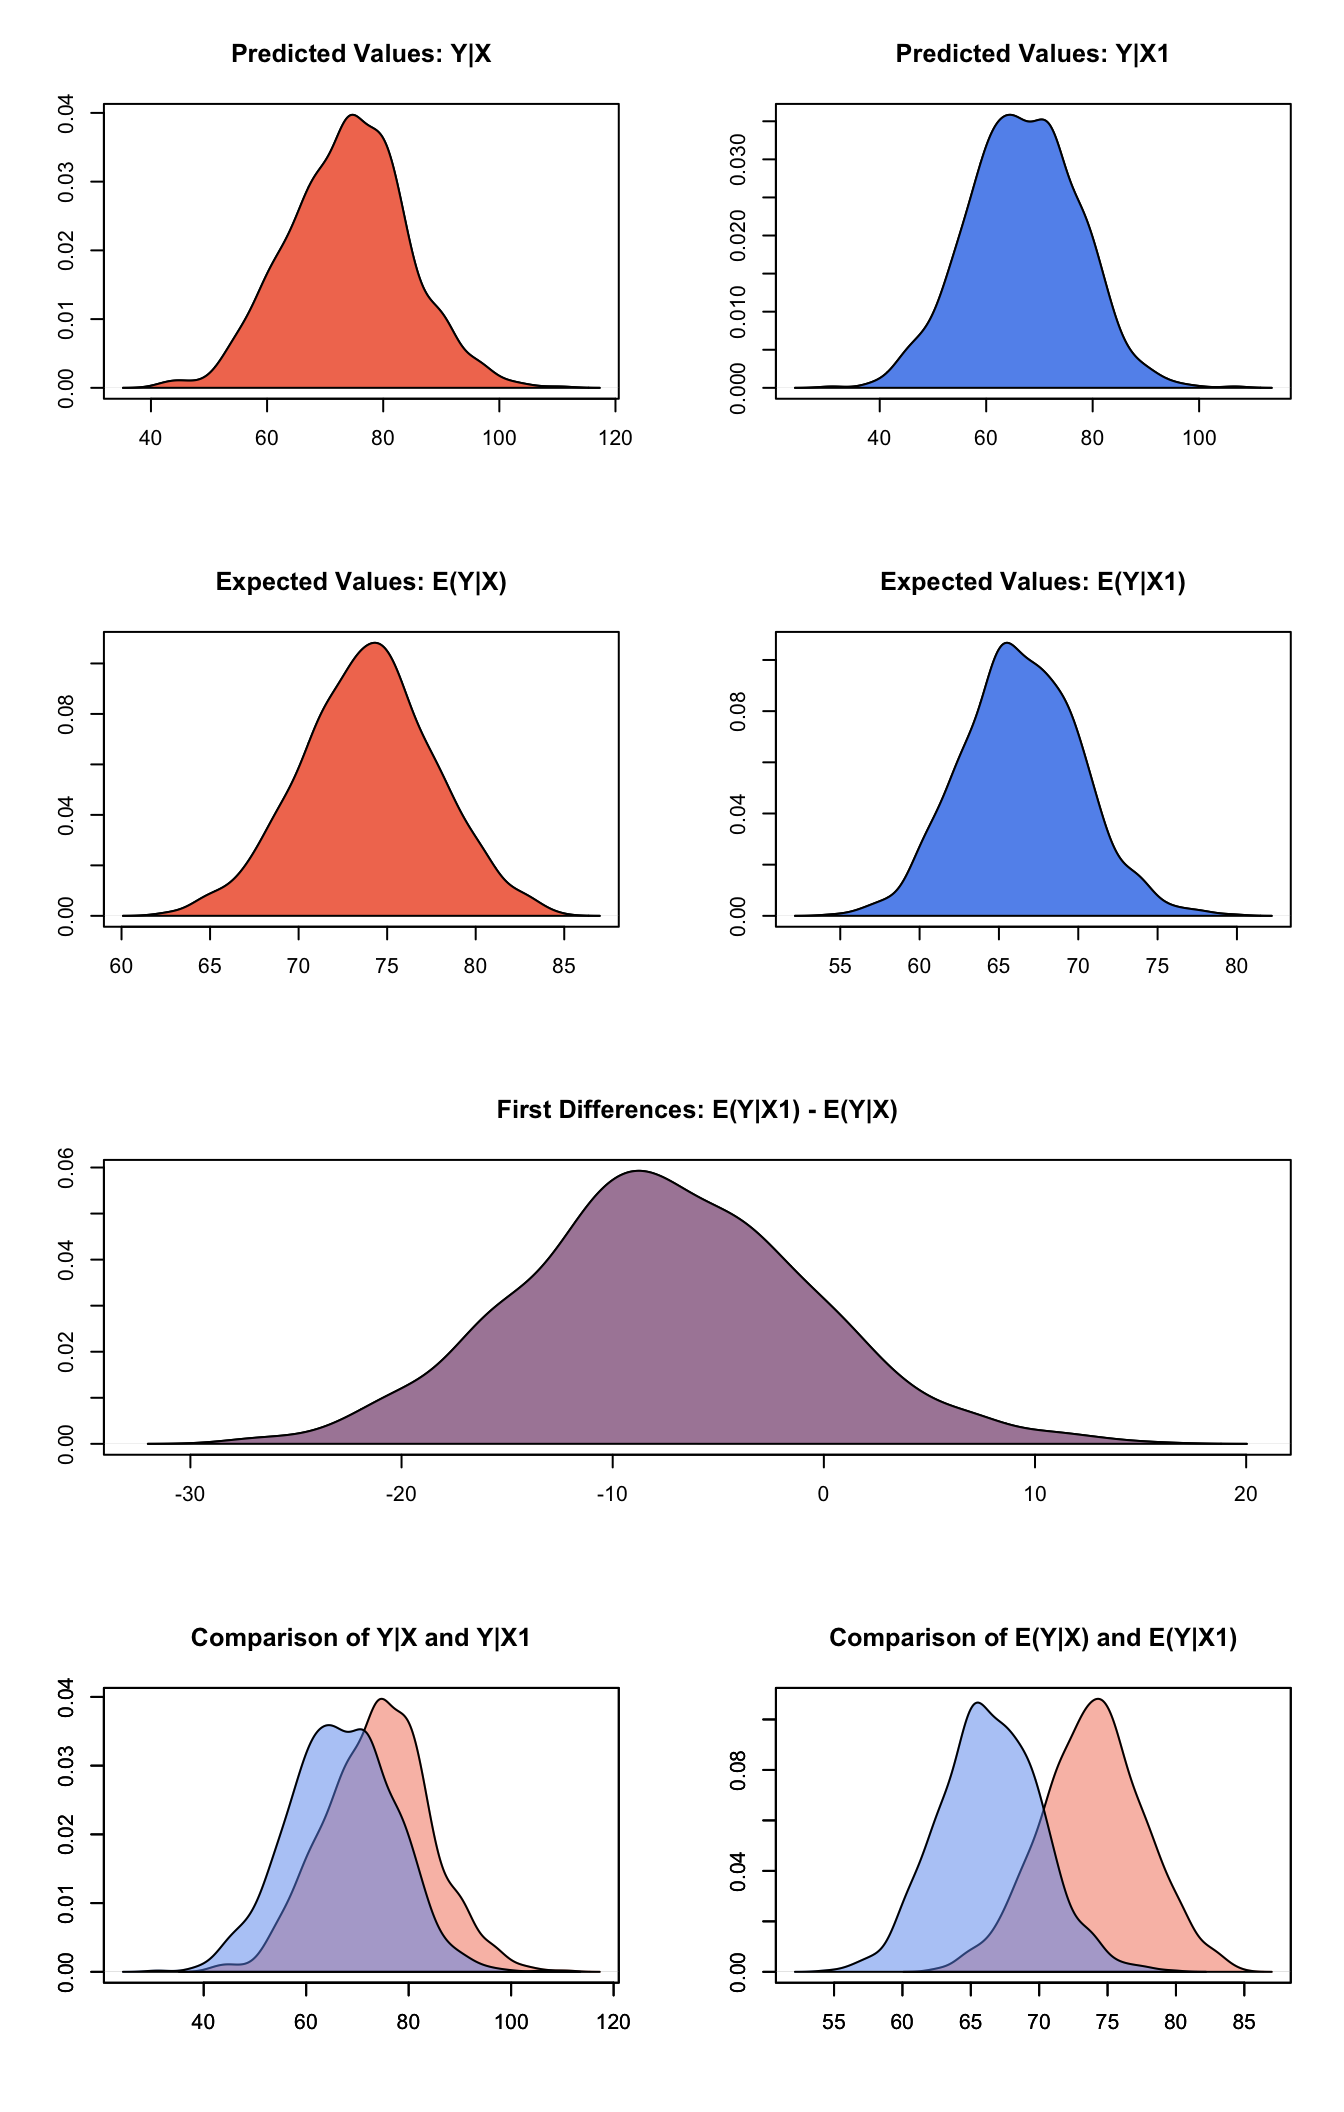 Predicted Values: Y|X
0.00 0.01 0.02 0.03 0.04
40 60 80 100 120
Predicted Values: Y|X1
0.000 0.010 0.020 0.030
40 60 80 100
Expected Values: E(Y|X)
0.00 0.04 0.08
60 65 70 75 80 85
Expected Values: E(Y|X1)
0.00 0.04 0.08
55 60 65 70 75 80
First Differences: E(Y|X1) - E(Y|X)
0.00 0.02 0.04 0.06
-30 -20 -10 0 10 20
Comparison of Y|X and Y|X1
0.00 0.01 0.02 0.03 0.04
40 60 80 100 120
Comparison of E(Y|X) and E(Y|X1)
0.00 0.04 0.08
55 60 65 70 75 80 85